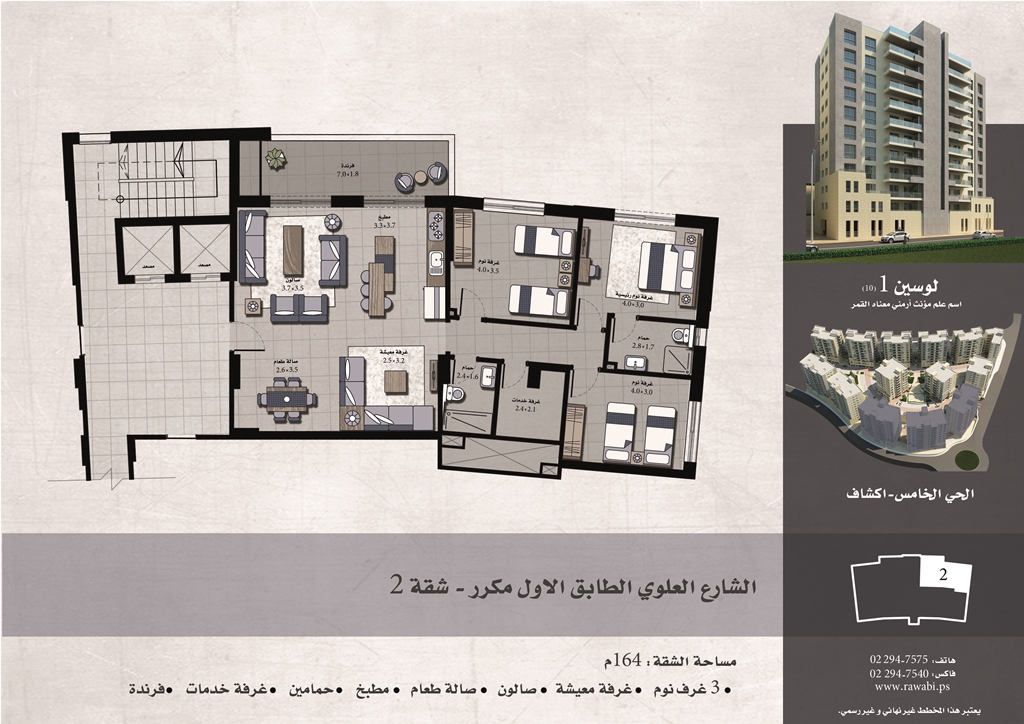 فرندة
7.0×1.8
مطبخ
3.3×3.7
صالون
3.7×3.5
غرفة نوم
4.0×3.5
غرفة نوم رئيسية
4.0×3.0
مصعد
مصعد
حمام
2.8×1.7
صالة طعام
2.6×3.5
غرفة معيشة
2.5×3.2
حمام
2.4×1.6
غرفة خدمات
2.4×2.1
غرفة نوم
4.0×3.0
لوسين 1 (10)
اسم علم مؤنث أرمني معناه القمر
الحي الخامس-اكشاف
2
الشارع العلوي الطابق الاول مكرر - شقة 2
مساحة الشقة: 164م
• 3 غرف نوم •غرفة معيشة •صالون •صالة طعام •مطبخ •حمامين •غرفة خدمات •فرندة
هاتف: 02 294-7575
فاكس: 02 294-7540
www.rawabi.ps
يعتبر هذا المخطط غير نهائي و غير رسمي.